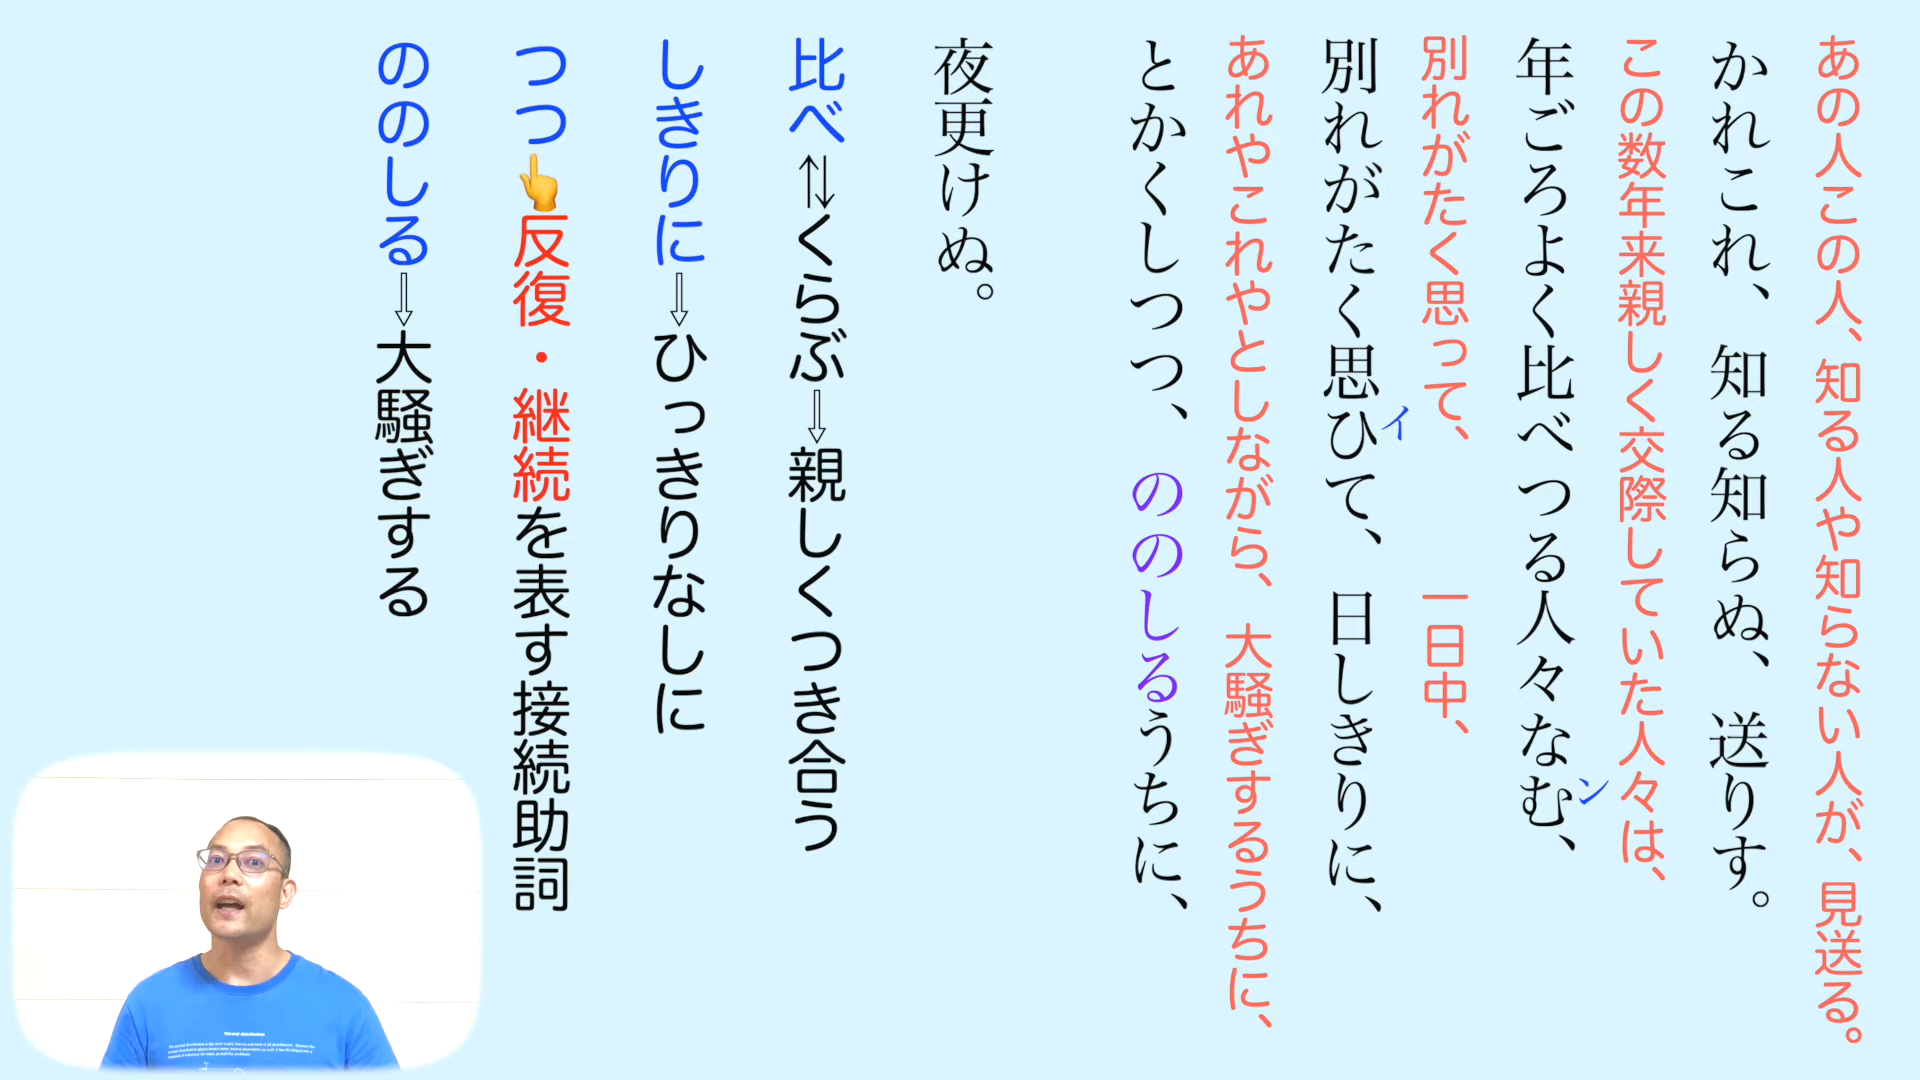 あの人この人、知る人や知らない人が、見送る。
かれこれ、知る知らぬ、送りす。
この数年来親しく交際していた人々は、
年ごろよく比べつる人々なむ、
ン
別れがたく思って、 一日中、
別れがたく思ひて、日しきりに、
イ
あれやこれやとしながら、大騒ぎするうちに、
とかくしつつ、ののしるうちに、
夜更けぬ。
比べ⇅くらぶ⇩親しくつき合う
しきりに⇩ひっきりなしに
つつ👆反復・継続を表す接続助詞
ののしる⇩大騒ぎする
Normal distribution